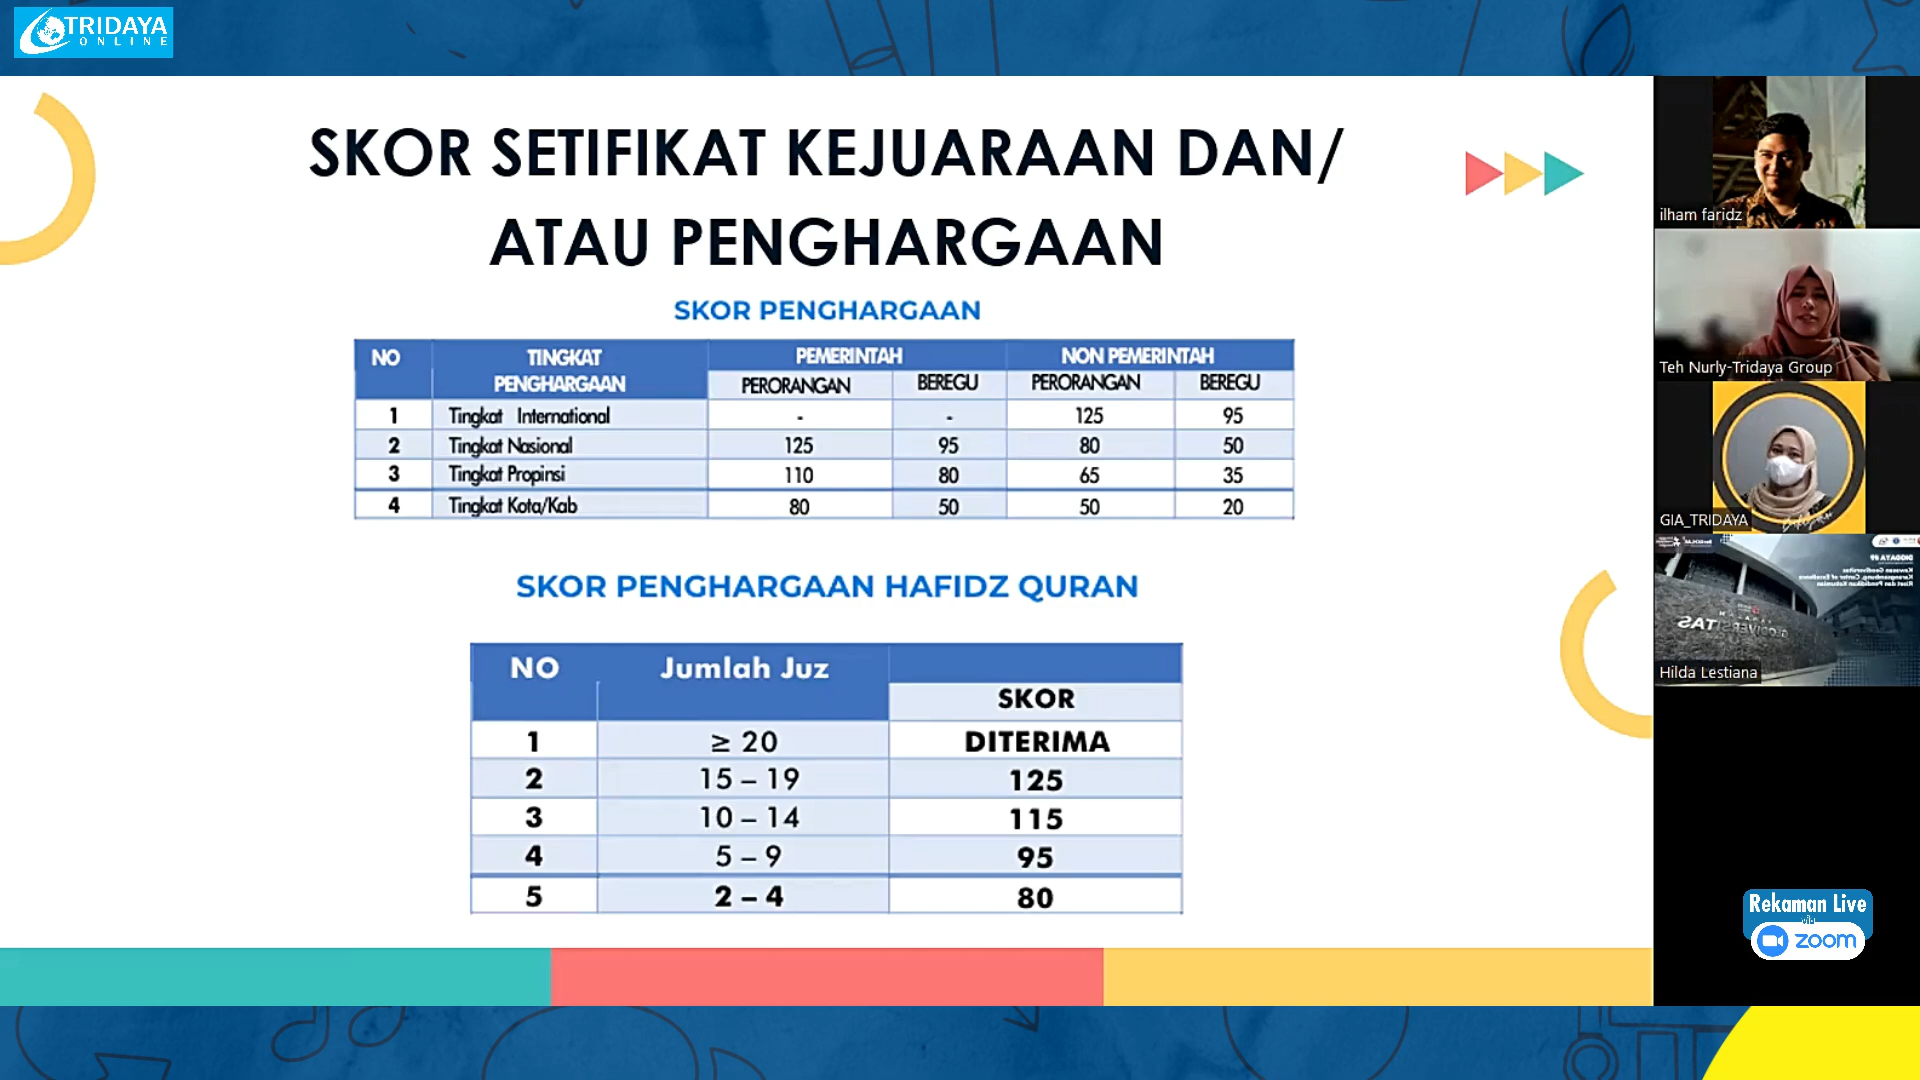 TRIDAYA
ONLINE
SKOR SETIFIKAT KEJUARAAN DAN/
ATAU PENGHARGAAN
SKOR PENGHARGAAN
NO TINGKAT PENGHARGAAN PEMERINTAH NON PEMERINTAH
PERORANGAN BEREGU PERORANGAN BEREGU
1 Tingkat International - - 125 95
2 Tingkat Nasional 125 95 80 50
3 Tingkat Propinsi 110 80 65 35
4 Tingkat Kota/Kab 80 50 50 20
SKOR PENGHARGAAN HAFIDZ QURAN
NO Jumlah Juz
SKOR
1 ≥ 20 DITERIMA
2 15 – 19 125
3 10 – 14 115
4 5 – 9 95
5 2 – 4 80
ilham faridz
Teh Nurly-Tridaya Group
GIA_TRIDAYA
Hilda Lestiana
Rekaman Live
via
zoom